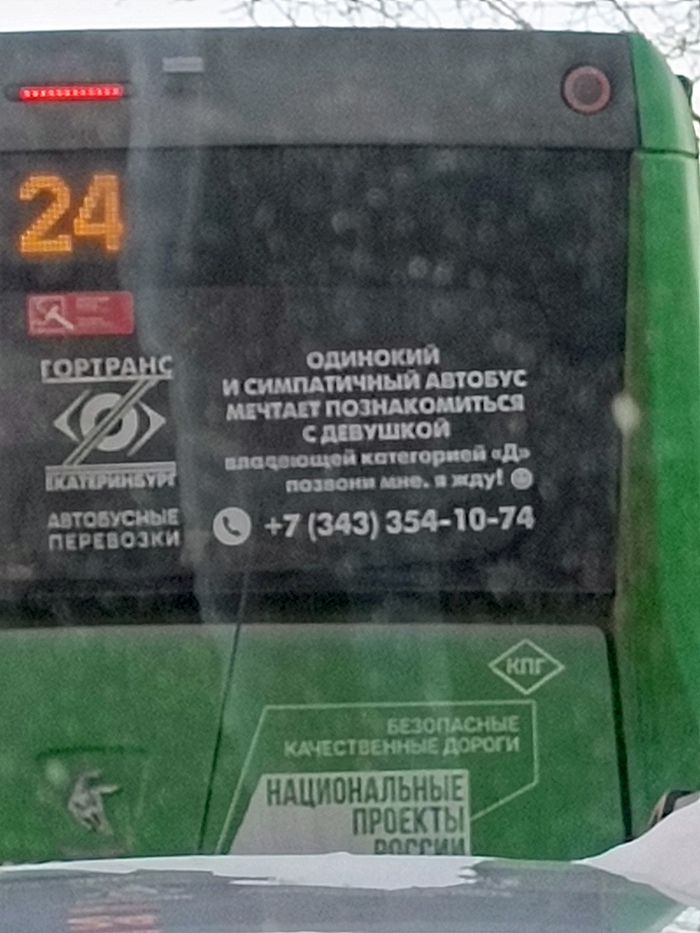 24
ГОРТРАНС
ЕКАТЕРИНБУРГ
АВТОБУСНЫЕ
ПЕРЕВОЗКИ
ОДИНОКИЙ
И СИМПАТИЧНЫЙ АВТОБУС
МЕЧТАЕТ ПОЗНАКОМИТЬСЯ
С ДЕВУШКОЙ
владеющей категорией «Д»
позвони мне. я жду!
+7 (343) 354-10-74
КПГ
БЕЗОПАСНЫЕ
КАЧЕСТВЕННЫЕ ДОРОГИ
НАЦИОНАЛЬНЫЕ
ПРОЕКТЫ
РОССИИ